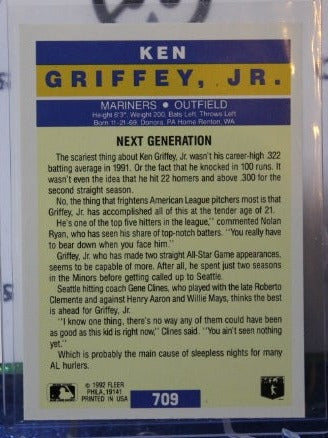 KEN
GRIFFEY, JR.
MARINERS • OUTFIELD
Height 6'3", Weight 200, Bats Left, Throws Left
Born 11-21-69, Donora, PA Home Renton, WA
NEXT GENERATION
The scariest thing about Ken Griffey, Jr. wasn't his career-high .322
batting average in 1991. Or the fact that he knocked in 100 runs. It
wasn't even the idea that he hit 22 homers and above .300 for the
second straight season.
No, the thing that frightens American League pitchers most is that
Griffey, Jr. has accomplished all of this at the tender age of 21.
He's one of the top five hitters in the league,'' commented Nolan
Ryan, who has seen his share of top-notch batters. ''You really have
to bear down when you face him.''
Griffey, Jr. who has made two straight All-Star Game appearances,
seems to be capable of more. After all, he spent just two seasons
in the Minors before getting called up to Seattle.
Seattle hitting coach Gene Clines, who played with the late Roberto
Clemente and against Henry Aaron and Willie Mays, thinks the best
is ahead for Griffey, Jr.
''I know one thing, there's no way any of them could have been
as good as this kid is right now,'' Clines said. ''You ain't seen nothing
yet.''
Which is probably the main cause of sleepless nights for many
AL hurlers.
© 1992 FLEER
PHILA, 19141
PRINTED IN USA
709